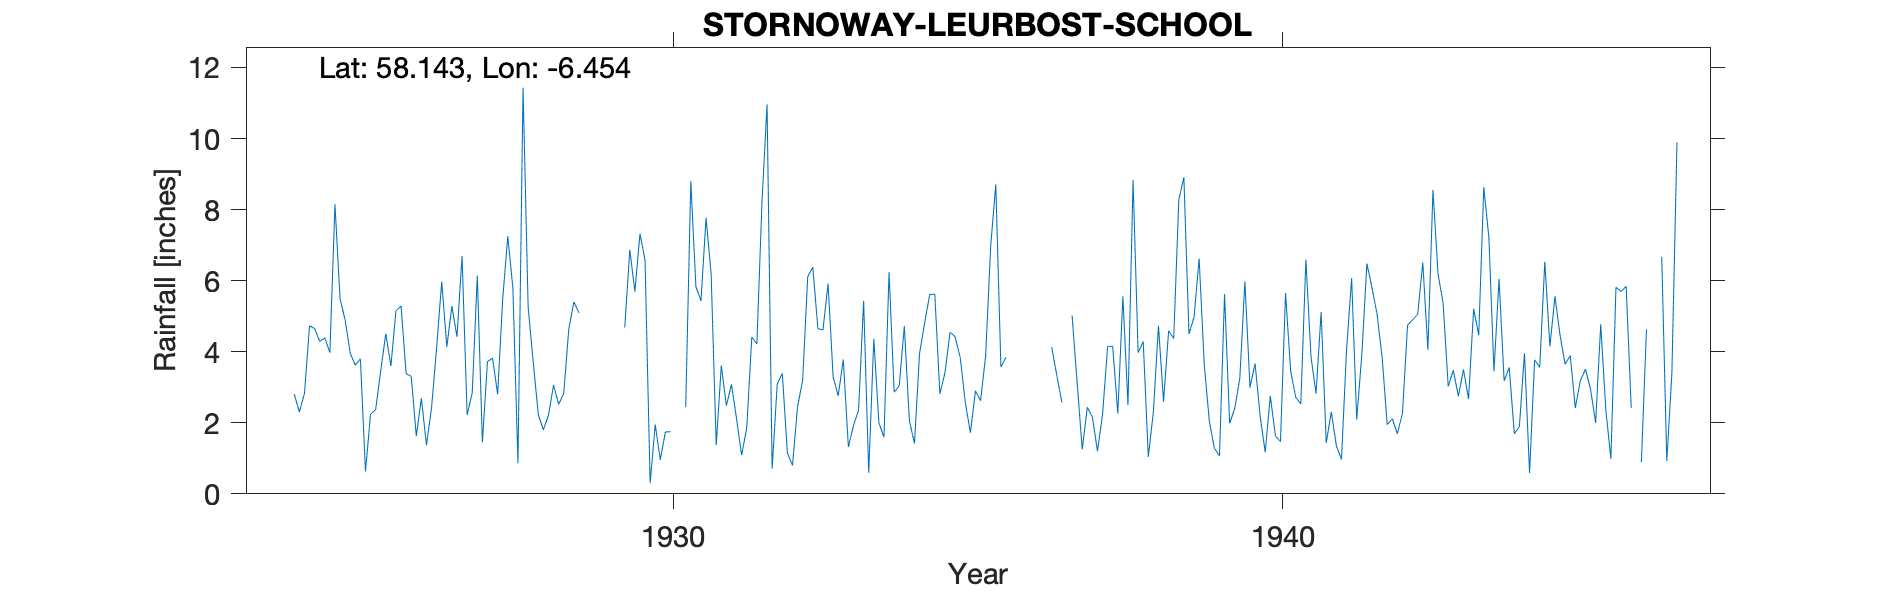 STORNOWAY-LEURBOST-SCHOOL
Lat: 58.143, Lon: -6.454
12
10
8
6
4
2
0
Rainfall [inches]
1930
1940
Year